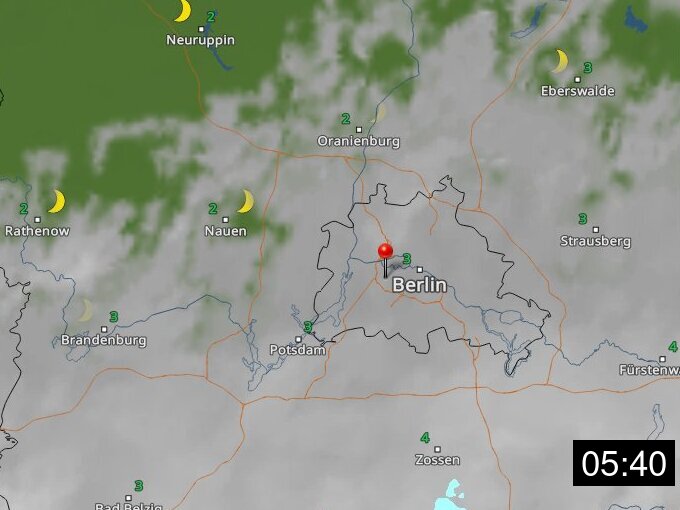 2
Neuruppin
3
Eberswalde
2
Oranienburg
2
Rathenow
2
Nauen
3
Strausberg
3
Berlin
3
Brandenburg
3
Potsdam
4
Fürstenw
4
Zossen
05:40
3
Bad Belzig